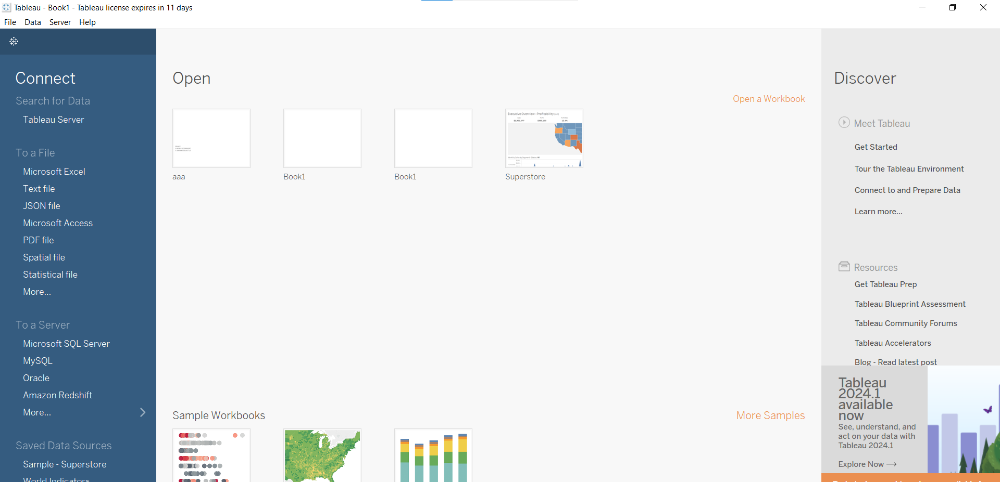 Tableau - Book1 - Tableau license expires in 11 days
File Data Server Help
Connect
Search for Data
Tableau Server
To a File
Microsoft Excel
Text file
JSON file
Microsoft Access
PDF file
Spatial file
Statistical file
More...
To a Server
Microsoft SQL Server
MySQL
Oracle
Amazon Redshift
More...
Saved Data Sources
Sample - Superstore
World Indicators
Open
Open a Workbook
Executive Overview - Profitability (All)
aaa
Book1
Book1
Superstore
Sample Workbooks
More Samples
Discover
Meet Tableau
Get Started
Tour the Tableau Environment
Connect to and Prepare Data
Learn more...
Resources
Get Tableau Prep
Tableau Blueprint Assessment
Tableau Community Forums
Tableau Accelerators
Blog - Read latest post
Tableau
2024.1
available
now
See, understand, and
act on your data with
Tableau 2024.1
Explore Now →